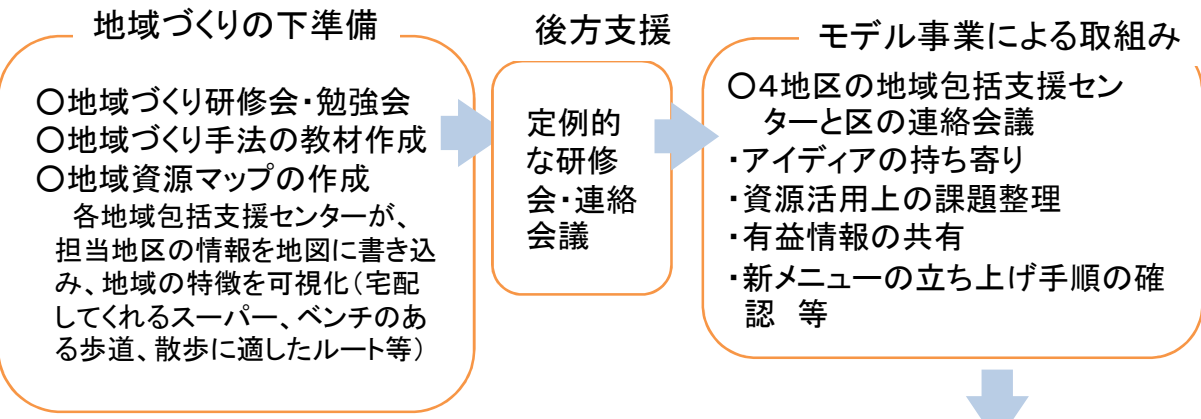 地域づくりの下準備
〇地域づくり研修会・勉強会
〇地域づくり手法の教材作成
〇地域資源マップの作成
各地域包括支援センターが、
担当地区の情報を地図に書き込
み、地域の特徴を可視化（宅配
してくれるスーパー、ベンチのあ
る歩道、散歩に適したルート等）
後方支援
定例的
な研修
会・連絡
会議
モデル事業による取組み
〇４地区の地域包括支援セン
ターと区の連絡会議
・アイディアの持ち寄り
・資源活用上の課題整理
・有益情報の共有
・新メニューの立ち上げ手順の確
認　等